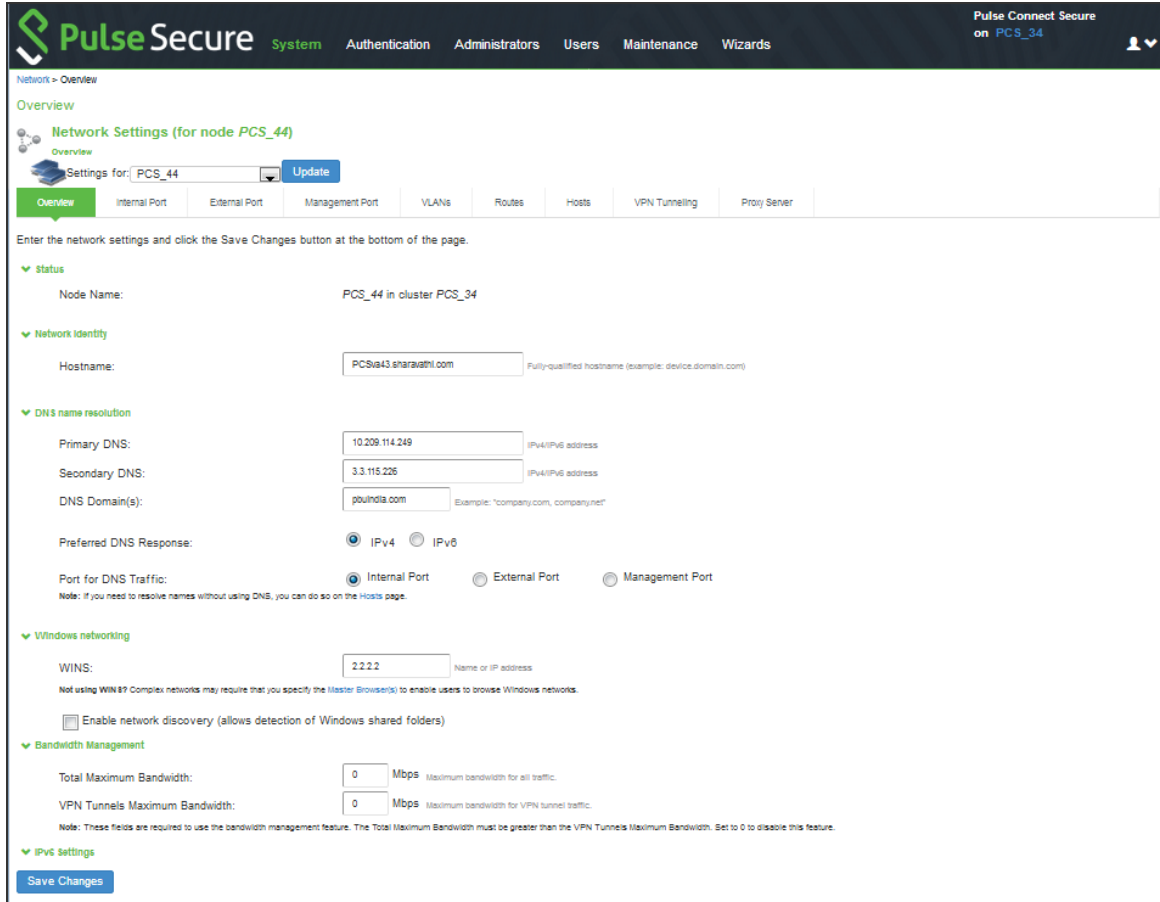 Pulse Secure System Authentication Administrators Users Maintenance Wizards
Pulse Connect Secure
on PCS_34
Network > Overview
Overview
Network Settings (for node PCS_44)
Overview
Settings for: PCS_44 Update
Overview Internal Port External Port Management Port VLANs Routes Hosts VPN Tunneling Proxy Server
Enter the network settings and click the Save Changes button at the bottom of the page.
Status
Node Name: PCS_44 in cluster PCS_34
Network Identity
Hostname: PCSva43.sharavathi.com Fully-qualified hostname (example: device.domain.com)
DNS name resolution
Primary DNS: 10.209.114.249 IPv4/IPv6 address
Secondary DNS: 3.3.115.226 IPv4/IPv6 address
DNS Domain(s): pbuindia.com Example: "company.com, company.net"
Preferred DNS Response: IPv4 IPv6
Port for DNS Traffic: Internal Port External Port Management Port
Note: If you need to resolve names without using DNS, you can do so on the Hosts page.
Windows networking
WINS: 2.2.2.2 Name or IP address
Not using WINS? Complex networks may require that you specify the Master Browser(s) to enable users to browse Windows networks.
Enable network discovery (allows detection of Windows shared folders)
Bandwidth Management
Total Maximum Bandwidth: 0 Mbps Maximum bandwidth for all traffic.
VPN Tunnels Maximum Bandwidth: 0 Mbps Maximum bandwidth for VPN tunnel traffic.
Note: These fields are required to use the bandwidth management feature. The Total Maximum Bandwidth must be greater than the VPN Tunnels Maximum Bandwidth. Set to 0 to disable this feature.
IPv6 Settings
Save Changes